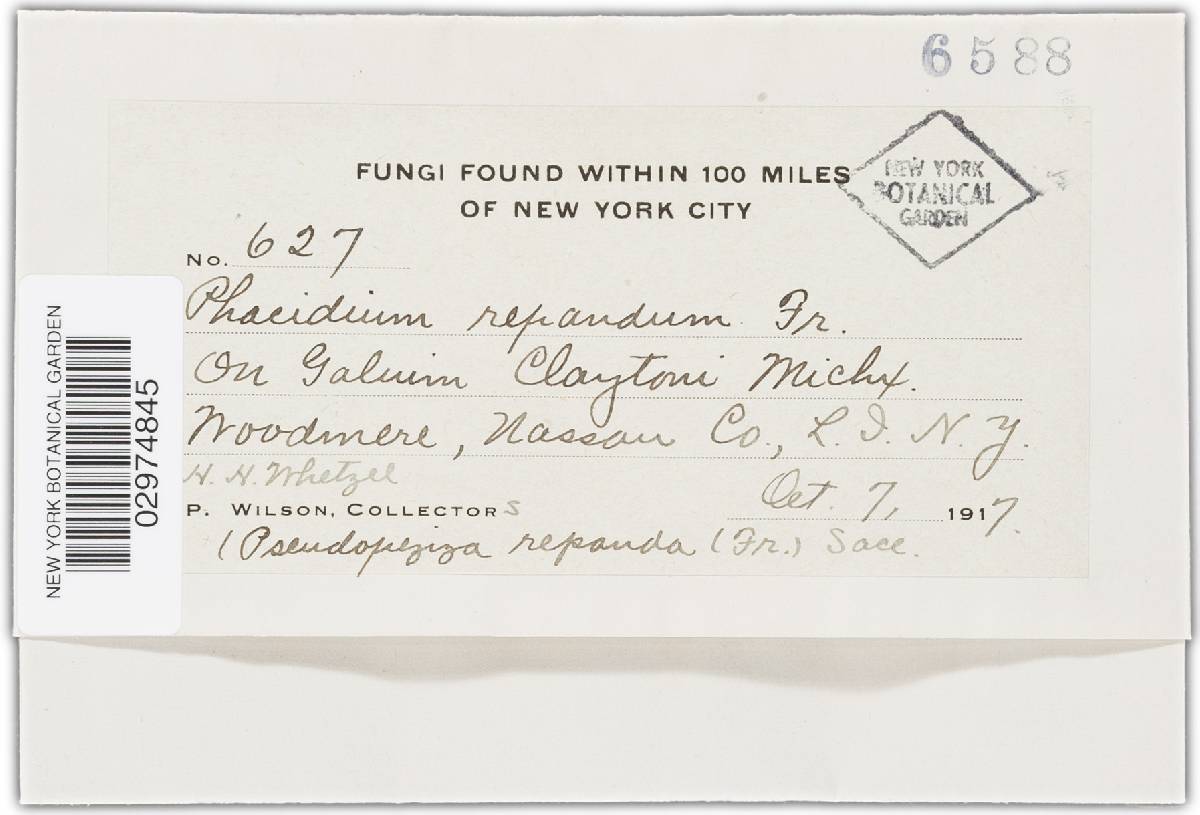 6588
NEW YORK
BOTANICAL
GARDEN
FUNGI FOUND WITHIN 100 MILES
OF NEW YORK CITY
No. 627
Phacidium repandum Fr.
On Galium Claytoni Michx.
Woodmere, Nassau Co., L. I. N. Y.
H. H. Whetzel
P. WILSON, COLLECTORS
Oct. 7, 1917.
(Pseudopeziza repanda (Fr.) Sacc.
NEW YORK BOTANICAL GARDEN
02974845